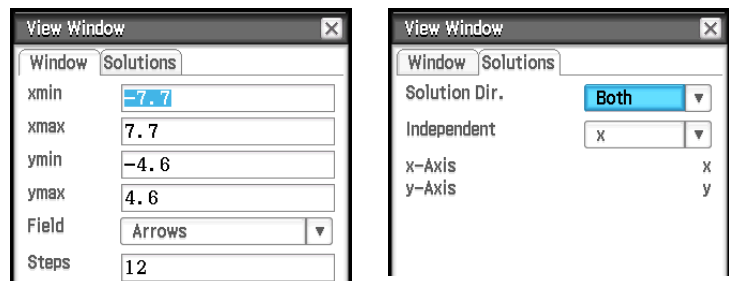 View Window
Window Solutions
xmin -7.7
xmax 7.7
ymin -4.6
ymax 4.6
Field Arrows
Steps 12
View Window
Window Solutions
Solution Dir. Both
Independent x
x-Axis x
y-Axis y